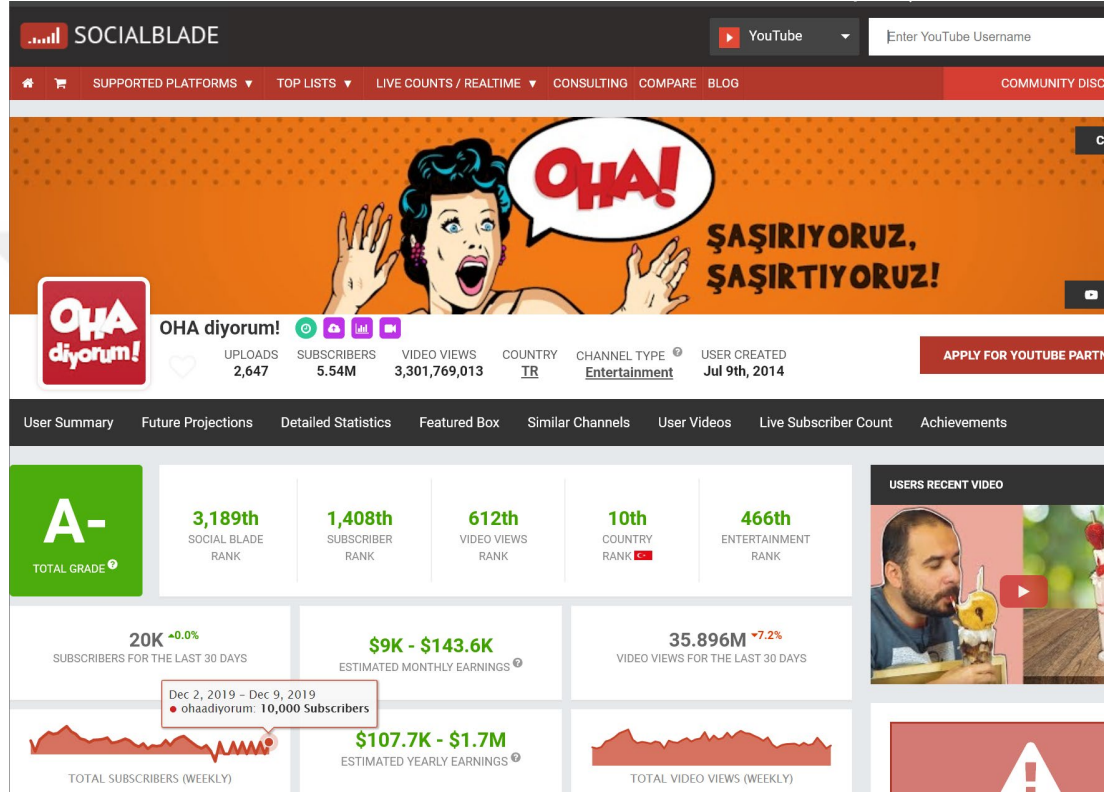 SOCIALBLADE
YouTube
Enter YouTube Username
SUPPORTED PLATFORMS
TOP LISTS
LIVE COUNTS / REALTIME
CONSULTING
COMPARE
BLOG
COMMUNITY
OHA!
ŞAŞIRIYORUZ,
ŞAŞIRTIYORUZ!
OHA
diyorum!
OHA diyorum!
UPLOADS
2,647
SUBSCRIBERS
5.54M
VIDEO VIEWS
3,301,769,013
COUNTRY
TR
CHANNEL TYPE
Entertainment
USER CREATED
Jul 9th, 2014
APPLY FOR YOUTUBE
User Summary
Future Projections
Detailed Statistics
Featured Box
Similar Channels
User Videos
Live Subscriber Count
Achievements
A-
TOTAL GRADE
3,189th
SOCIAL BLADE
RANK
1,408th
SUBSCRIBER
RANK
612th
VIDEO VIEWS
RANK
10th
COUNTRY
RANK
466th
ENTERTAINMENT
RANK
USERS RECENT VIDEO
20K 0.0%
SUBSCRIBERS FOR THE LAST 30 DAYS
$9K - $143.6K
ESTIMATED MONTHLY EARNINGS
35.896M 7.2%
VIDEO VIEWS FOR THE LAST 30 DAYS
Dec 2, 2019 - Dec 9, 2019
ohaadiyorum: 10,000 Subscribers
TOTAL SUBSCRIBERS (WEEKLY)
$107.7K - $1.7M
ESTIMATED YEARLY EARNINGS
TOTAL VIDEO VIEWS (WEEKLY)